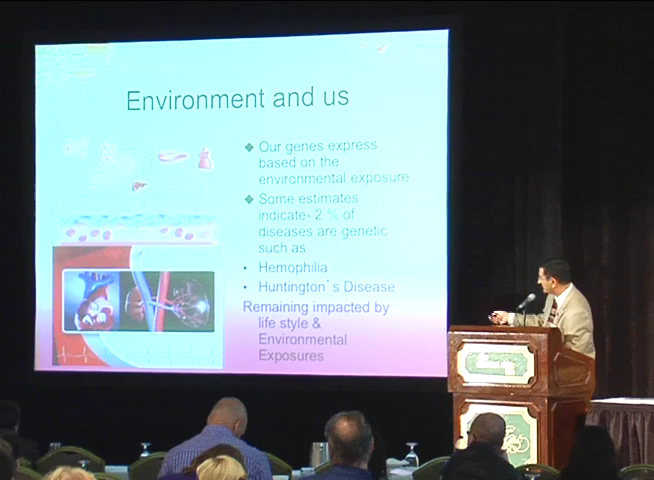 Environment and us
❖ Our genes express
based on the
environmental exposure
❖ Some estimates
indicate- 2 % of
diseases are genetic
such as
• Hemophilia
• Huntington's Disease
Remaining impacted by
life style &
Environmental
Exposures